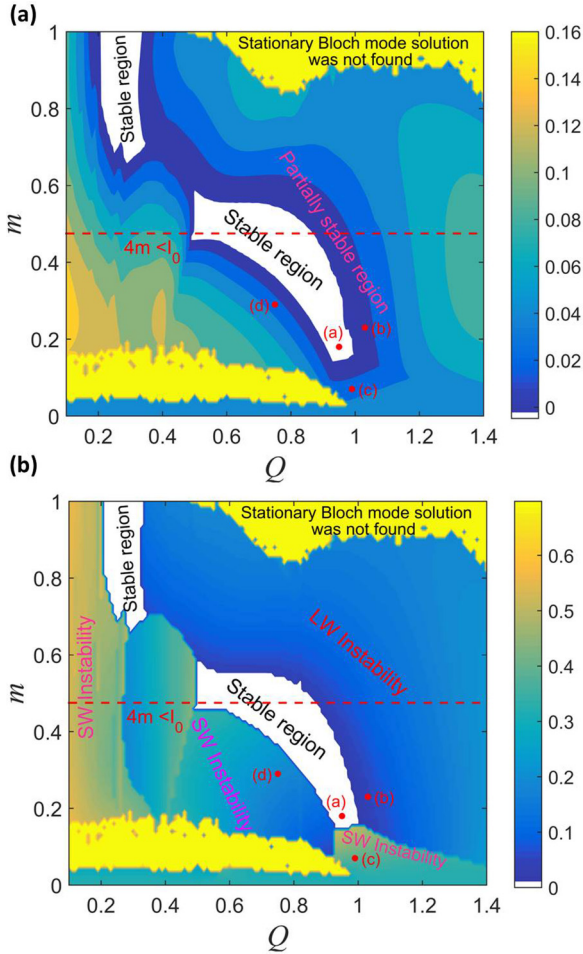 (a)
1
0.8
0.6
0.4
0.2
0
m
Stationary Bloch mode solution
was not found
Stable region
Partially stable region
Stable region
4m <I0
(d)
(a)
(b)
(c)
0.2 0.4 0.6 0.8 1 1.2 1.4
Q
0.16
0.14
0.12
0.1
0.08
0.06
0.04
0.02
0
(b)
1
0.8
0.6
0.4
0.2
0
m
Stationary Bloch mode solution
was not found
Stable region
SW Instability
LW Instability
Stable region
4m <I0
SW Instability
(d)
(a)
(b)
SW Instability
(c)
0.2 0.4 0.6 0.8 1 1.2 1.4
Q
0.6
0.5
0.4
0.3
0.2
0.1
0